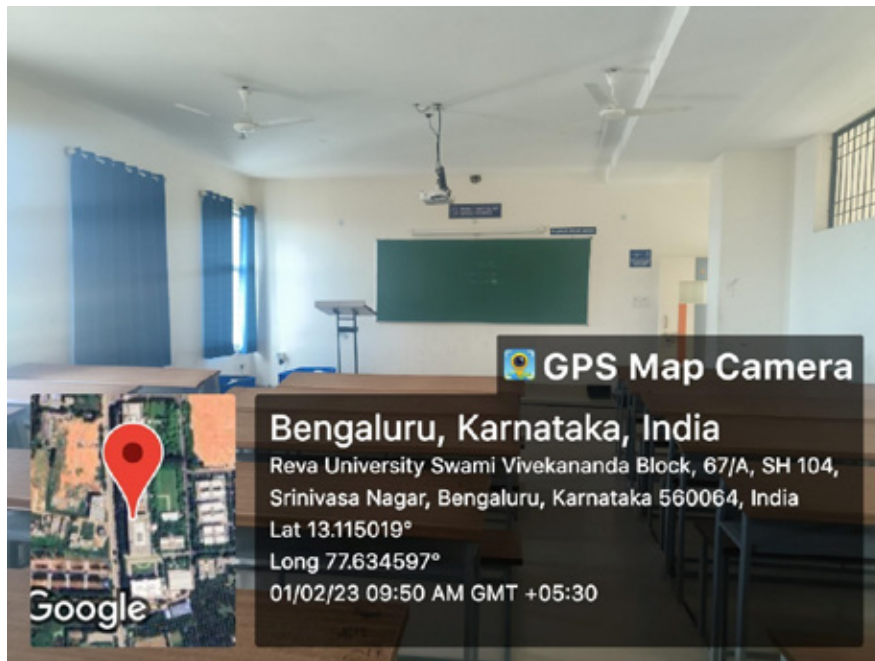 GPS Map Camera
Bengaluru, Karnataka, India
Reva University Swami Vivekananda Block, 67/A, SH 104,
Srinivasa Nagar, Bengaluru, Karnataka 560064, India
Lat 13.115019°
Long 77.634597°
01/02/23 09:50 AM GMT +05:30
Google